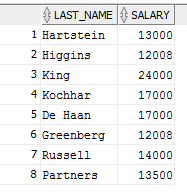 LAST_NAME SALARY
1 Hartstein 13000
2 Higgins 12008
3 King 24000
4 Kochhar 17000
5 De Haan 17000
6 Greenberg 12008
7 Russell 14000
8 Partners 13500